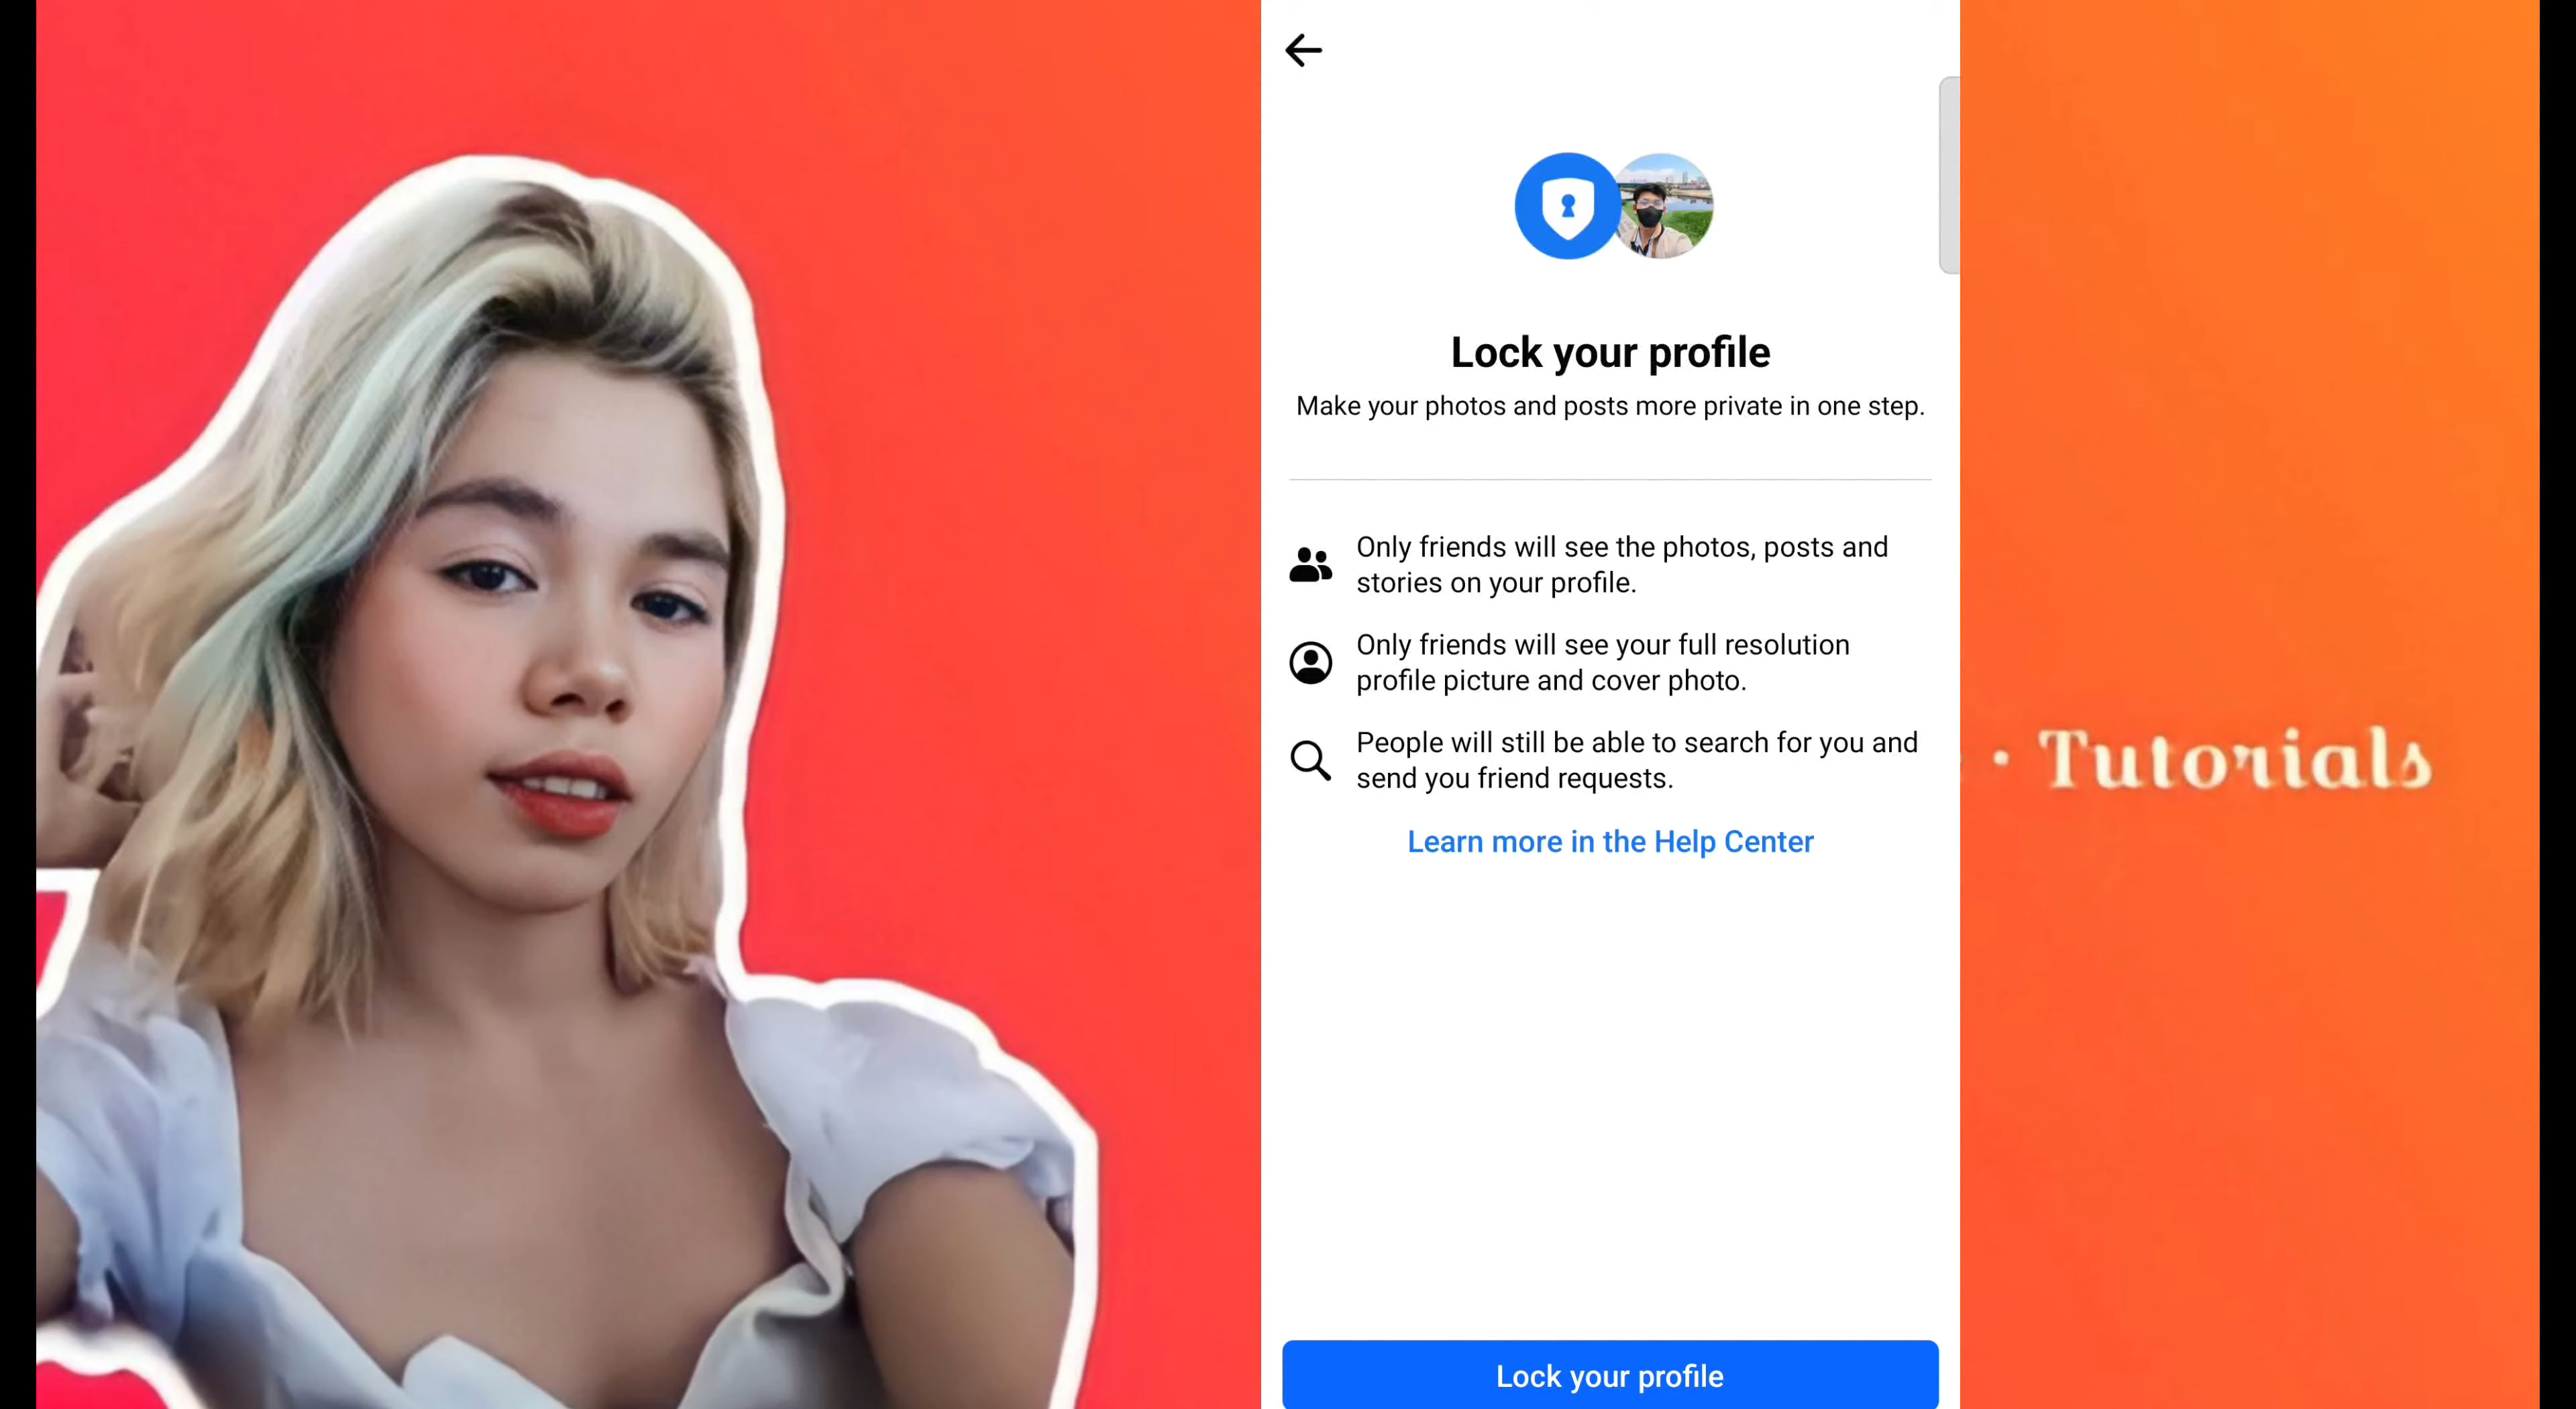 Lock your profile
Make your photos and posts more private in one step.
Only friends will see the photos, posts and
stories on your profile.
Only friends will see your full resolution
profile picture and cover photo.
People will still be able to search for you and
send you friend requests.
Learn more in the Help Center
• Tutorials
Lock your profile